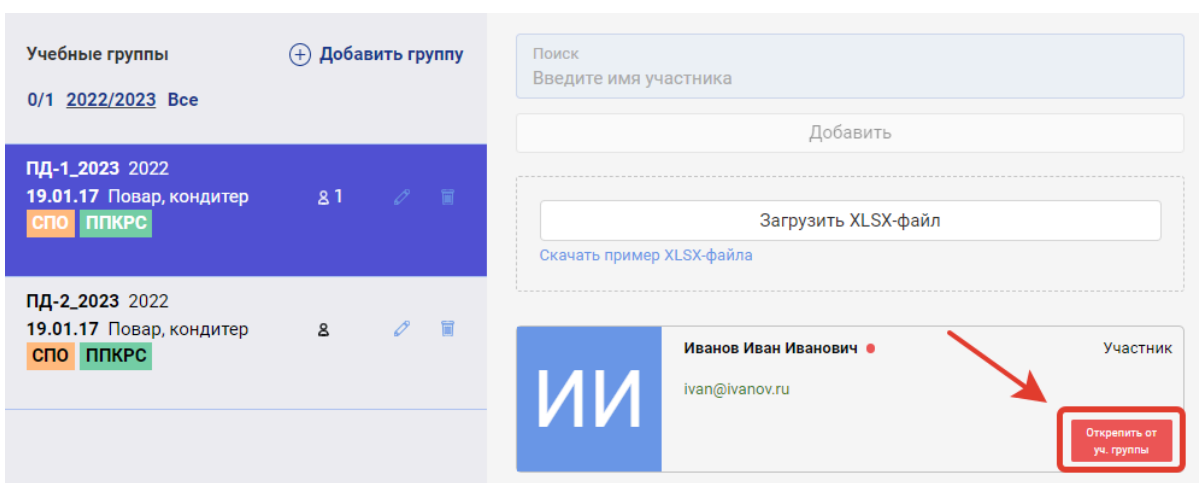 Учебные группы
Добавить группу
0/1 2022/2023 Все
ПД-1_2023 2022
19.01.17 Повар, кондитер
1
СПО ППКРС
ПД-2_2023 2022
19.01.17 Повар, кондитер
СПО ППКРС
Поиск
Введите имя участника
Добавить
Загрузить XLSX-файл
Скачать пример XLSX-файла
ИИ
Иванов Иван Иванович
Участник
ivan@ivanov.ru
Открепить от
уч. группы